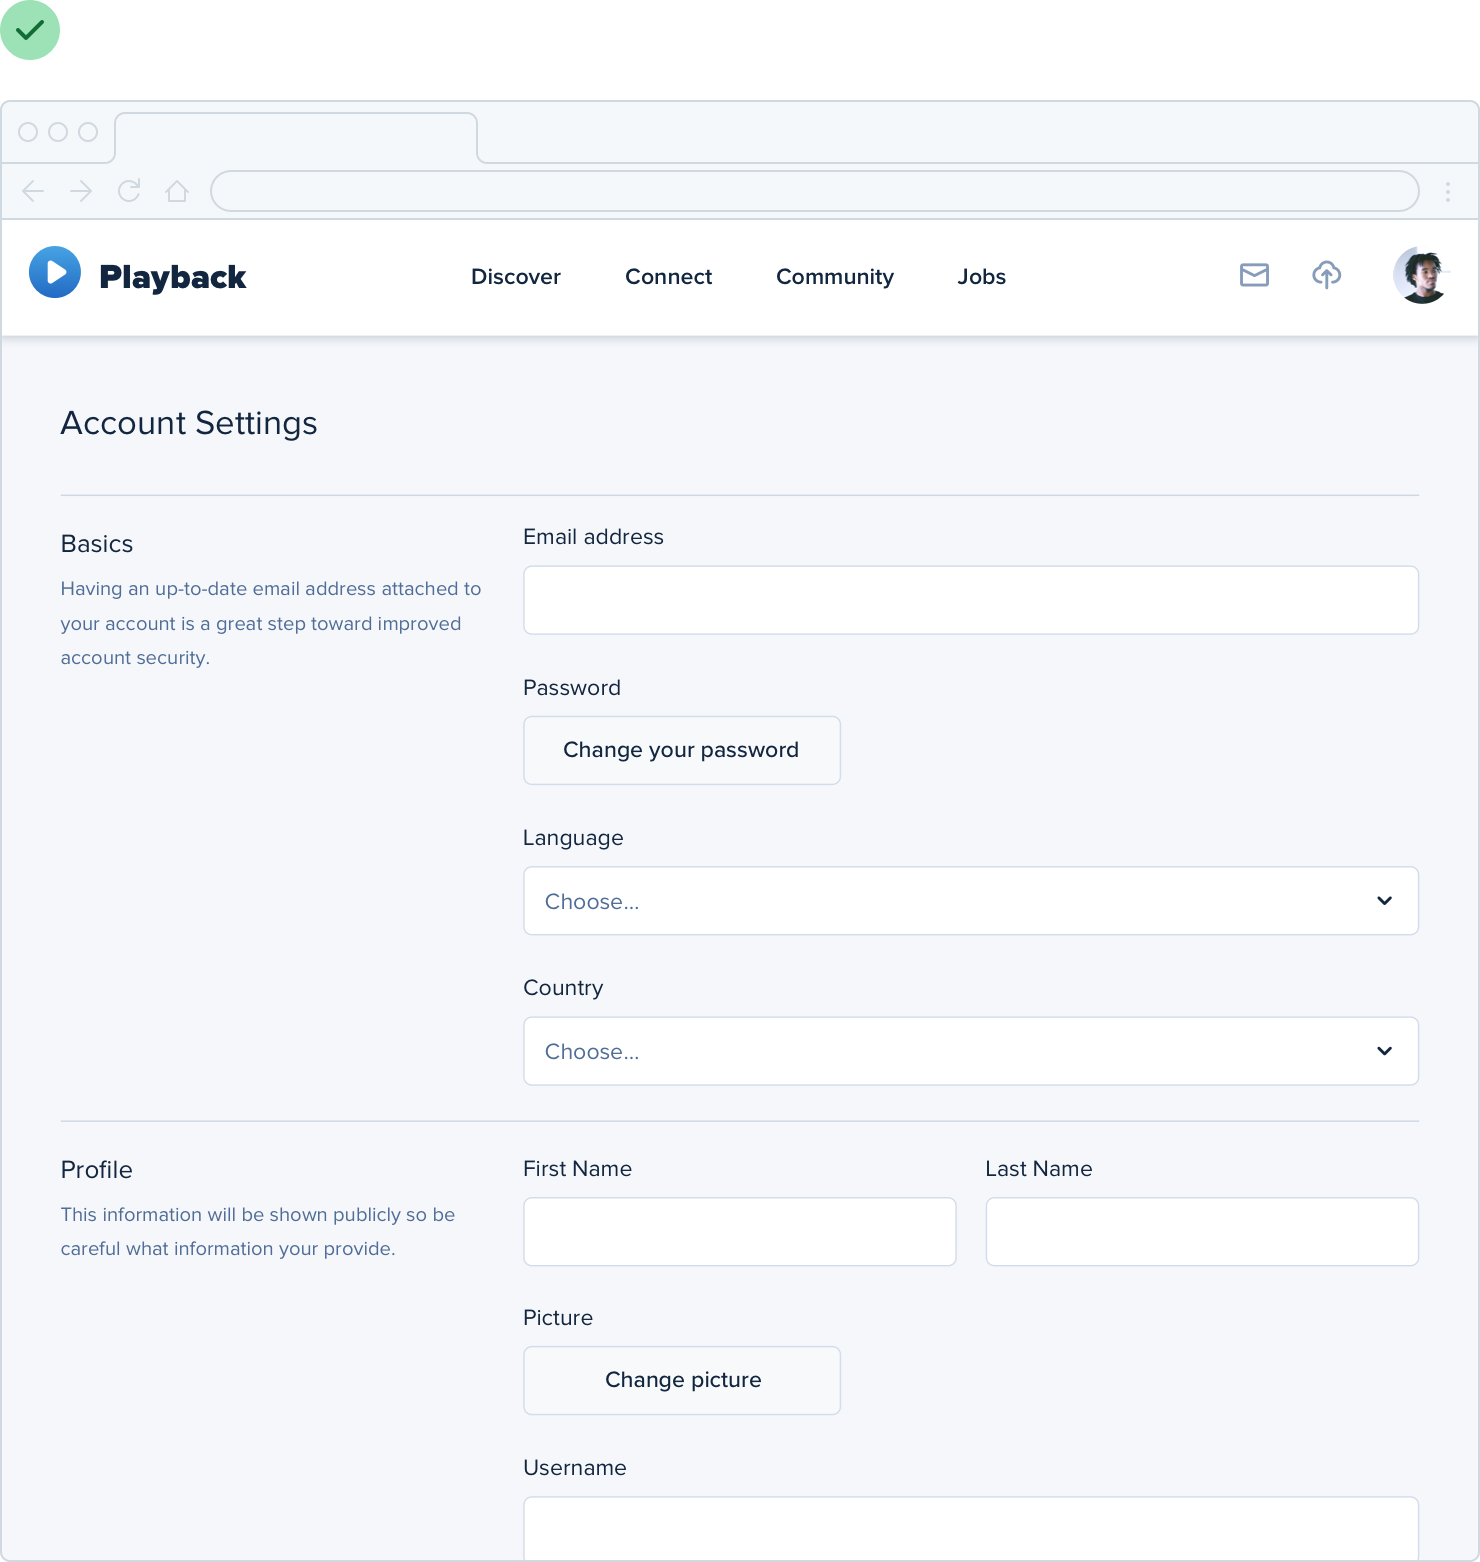 Playback
Discover
Connect
Community
Jobs
Account Settings
Basics
Having an up-to-date email address attached to
your account is a great step toward improved
account security.
Email address
Password
Change your password
Language
Choose...
Country
Choose...
Profile
This information will be shown publicly so be
careful what information your provide.
First Name
Last Name
Picture
Change picture
Username